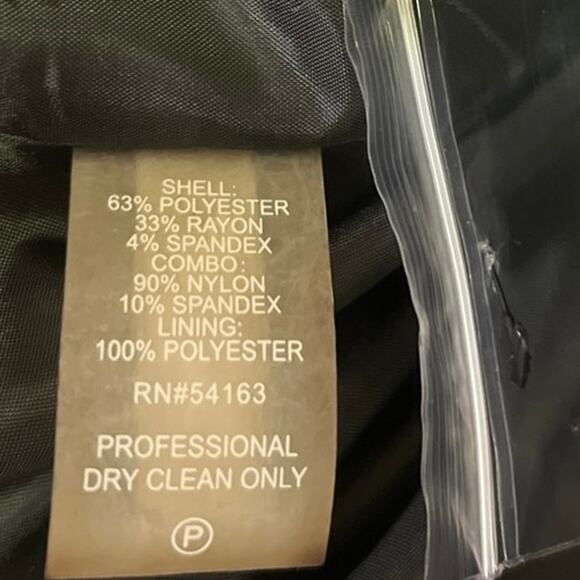 SHELL:
63% POLYESTER
33% RAYON
4% SPANDEX
COMBO:
90% NYLON
10% SPANDEX
LINING:
100% POLYESTER
RN#54163
PROFESSIONAL
DRY CLEAN ONLY
P